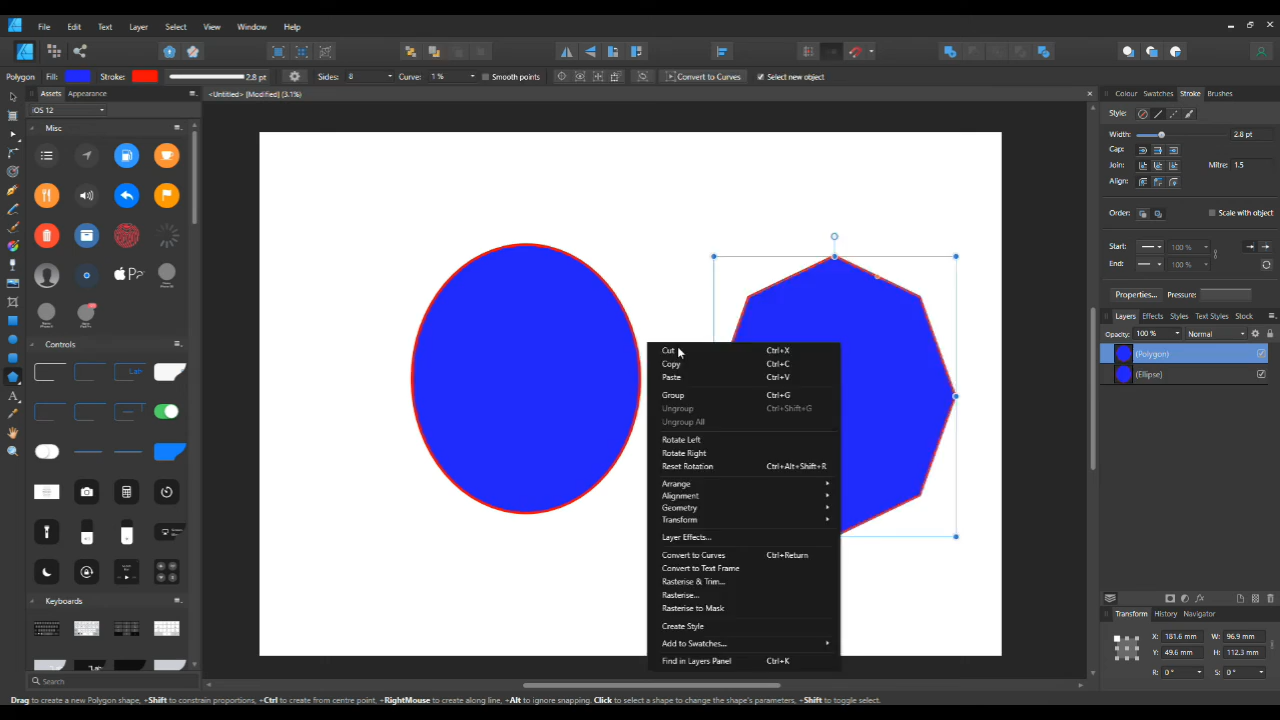 File Edit Text Layer Select View Window Help
Polygon Fill: Stroke: 2.8 pt Sides: 8 Curve: 1 % Smooth points Convert to Curves Select new object
Assets Appearance
<Untitled> [Modified] (3.1%)
Colour Swatches Stroke Brushes
iOS 12
Style:
Misc
Width: 2.8 pt
Cap:
Join: Mitre: 1.5
Align:
Order: Scale with object
Start: 100 %
End: 100 %
Properties... Pressure:
Layers Effects Styles Text Styles Stock
Opacity: 100 % Normal
(Polygon)
(Ellipse)
Controls
Keyboards
Search
Cut Ctrl+X
Copy Ctrl+C
Paste Ctrl+V
Group Ctrl+G
Ungroup Ctrl+Shift+G
Ungroup All
Rotate Left
Rotate Right
Reset Rotation Ctrl+Alt+Shift+R
Arrange
Alignment
Geometry
Transform
Layer Effects...
Convert to Curves Ctrl+Return
Convert to Text Frame
Rasterise & Trim...
Rasterise...
Rasterise to Mask
Create Style
Add to Swatches...
Find in Layers Panel Ctrl+K
Transform History Navigator
X: 181.6 mm W: 96.9 mm
Y: 49.6 mm H: 112.3 mm
R: 0 ° S: 0 °
Drag to create a new Polygon shape, +Shift to constrain proportions, +Ctrl to create from centre point, +RightMouse to create along line, +Alt to ignore snapping. Click to select a shape to change the shape's parameters, +Shift to toggle select.